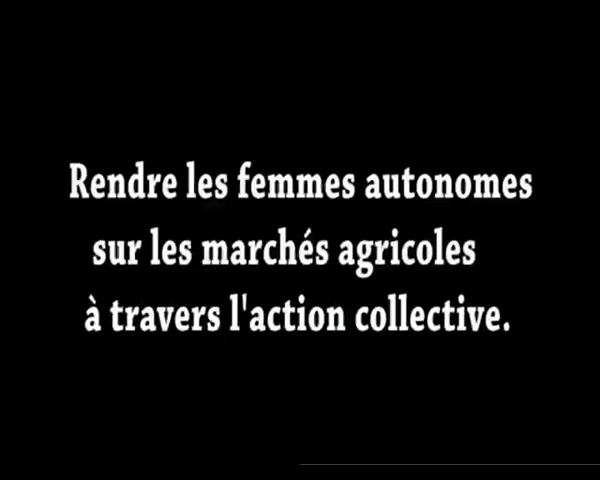 Rendre les femmes autonomes
sur les marchés agricoles
à travers l'action collective.